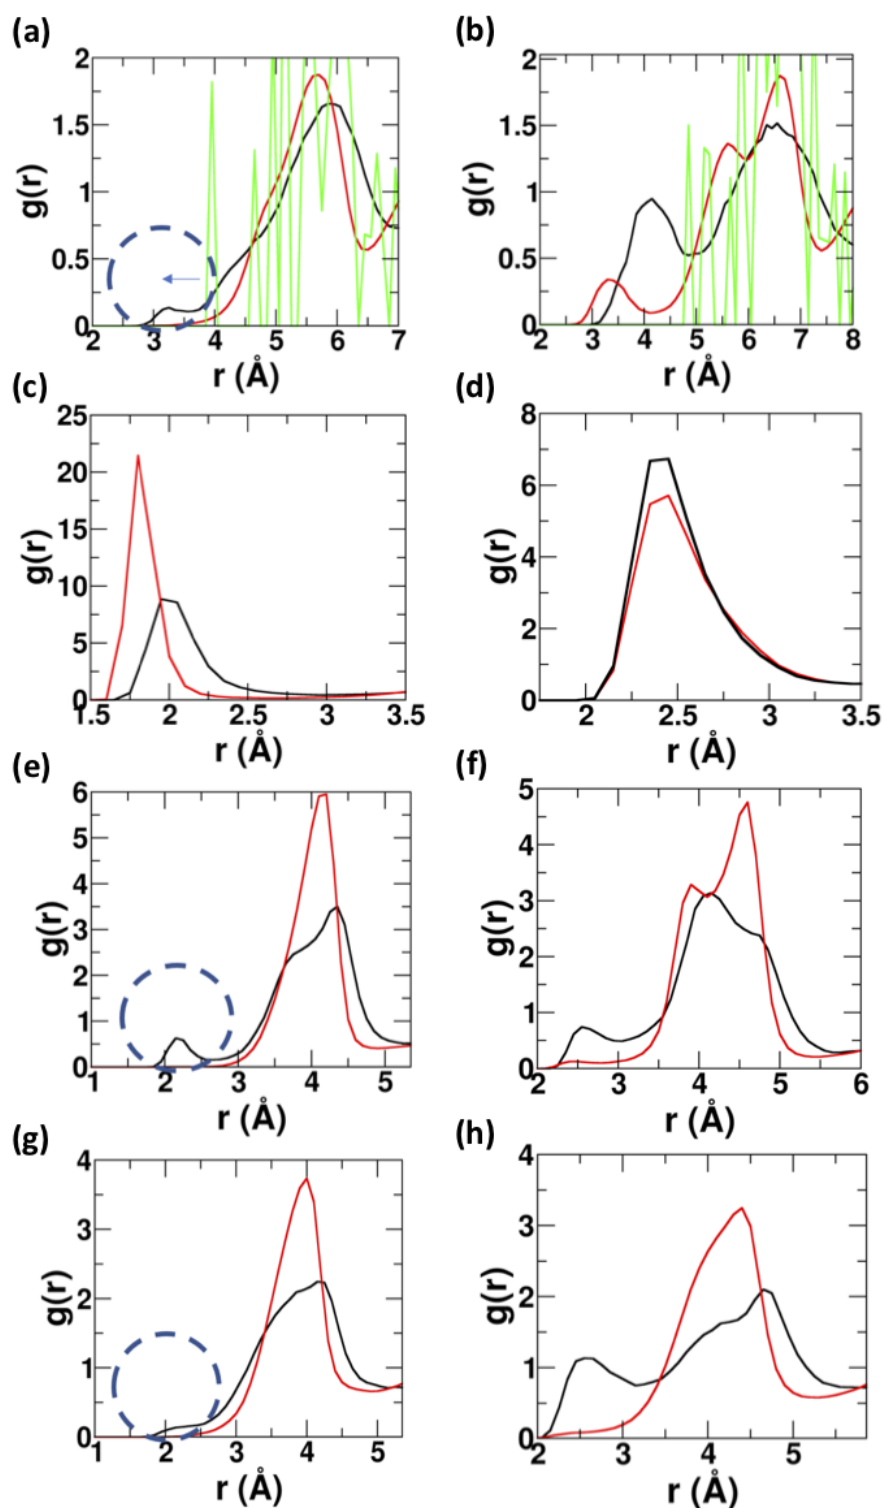 (a)
(b)
2
1.5
1
0.5
0
g(r)
2 3 4 5 6 7
r (Å)
2
1.5
1
0.5
0
g(r)
2 3 4 5 6 7 8
r (Å)
(c)
(d)
25
20
15
10
5
0
g(r)
1.5 2 2.5 3 3.5
r (Å)
8
6
4
2
0
g(r)
2 2.5 3 3.5
r (Å)
(e)
(f)
6
5
4
3
2
1
0
g(r)
1 2 3 4 5
r (Å)
5
4
3
2
1
0
g(r)
2 3 4 5 6
r (Å)
(g)
(h)
4
3
2
1
0
g(r)
1 2 3 4 5
r (Å)
4
3
2
1
0
g(r)
2 3 4 5
r (Å)